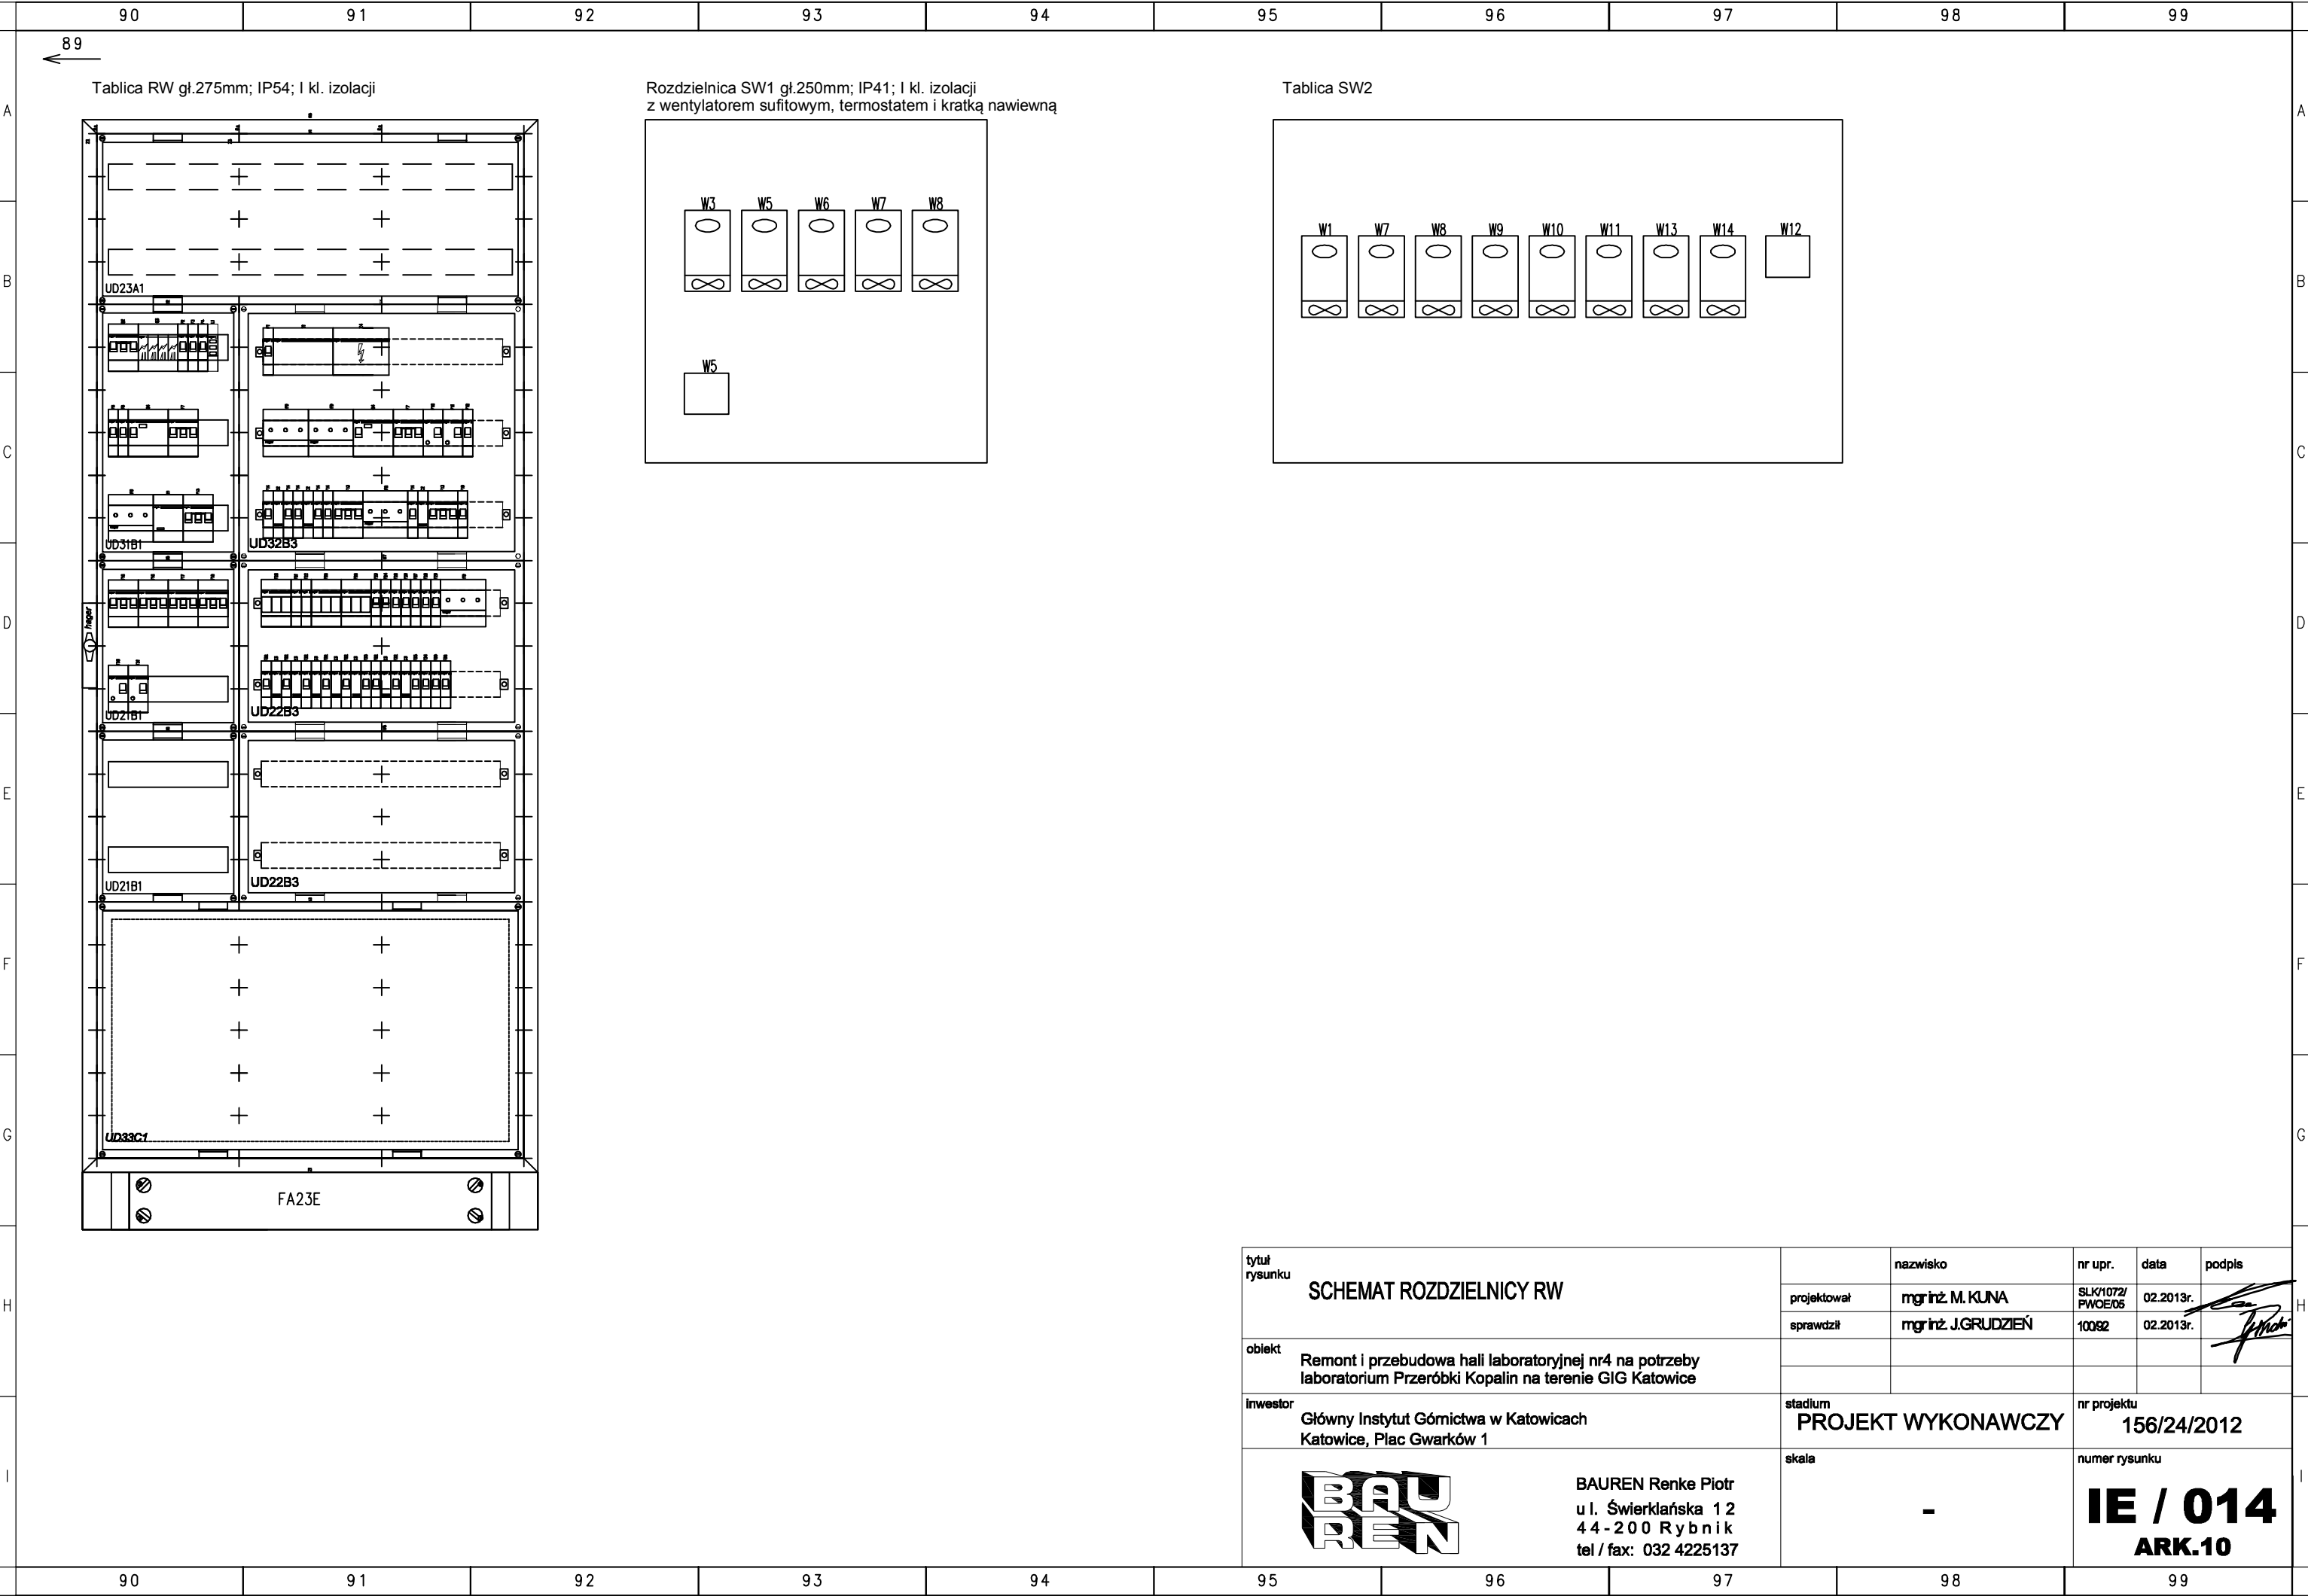 90 91 92 93 94 95 96 97 98 99
89
Tablica RW gł.275mm; IP54; I kl. izolacji
Rozdzielnica SW1 gł.250mm; IP41; I kl. izolacji
z wentylatorem sufitowym, termostatem i kratką nawiewną
Tablica SW2
A A
W3 W5 W6 W7 W8
W1 W7 W8 W9 W10 W11 W13 W14 W12
B B
UD23A1
W5
C C
UD31B1 UD32B3
D D
hager
UD21B1 UD22B3
E E
UD21B1 UD22B3
F F
G G
UD33C1
FA23E
H H
tytuł
rysunku
SCHEMAT ROZDZIELNICY RW
nazwisko nr upr. data podpis
projektował mgr inż. M. KUNA SLK/1072/
PWOE/05 02.2013r.
sprawdził mgr inż. J.GRUDZIEŃ 100/92 02.2013r.
obiekt
Remont i przebudowa hali laboratoryjnej nr4 na potrzeby
laboratorium Przeróbki Kopalin na terenie GIG Katowice
inwestor
Główny Instytut Górnictwa w Katowicach
Katowice, Plac Gwarków 1
stadium
PROJEKT WYKONAWCZY
nr projektu
156/24/2012
I I
BAU
REN
BAUREN Renke Piotr
ul. Świerklańska 12
44-200 Rybnik
tel / fax: 032 4225137
skala
-
numer rysunku
IE / 014
ARK.10
90 91 92 93 94 95 96 97 98 99